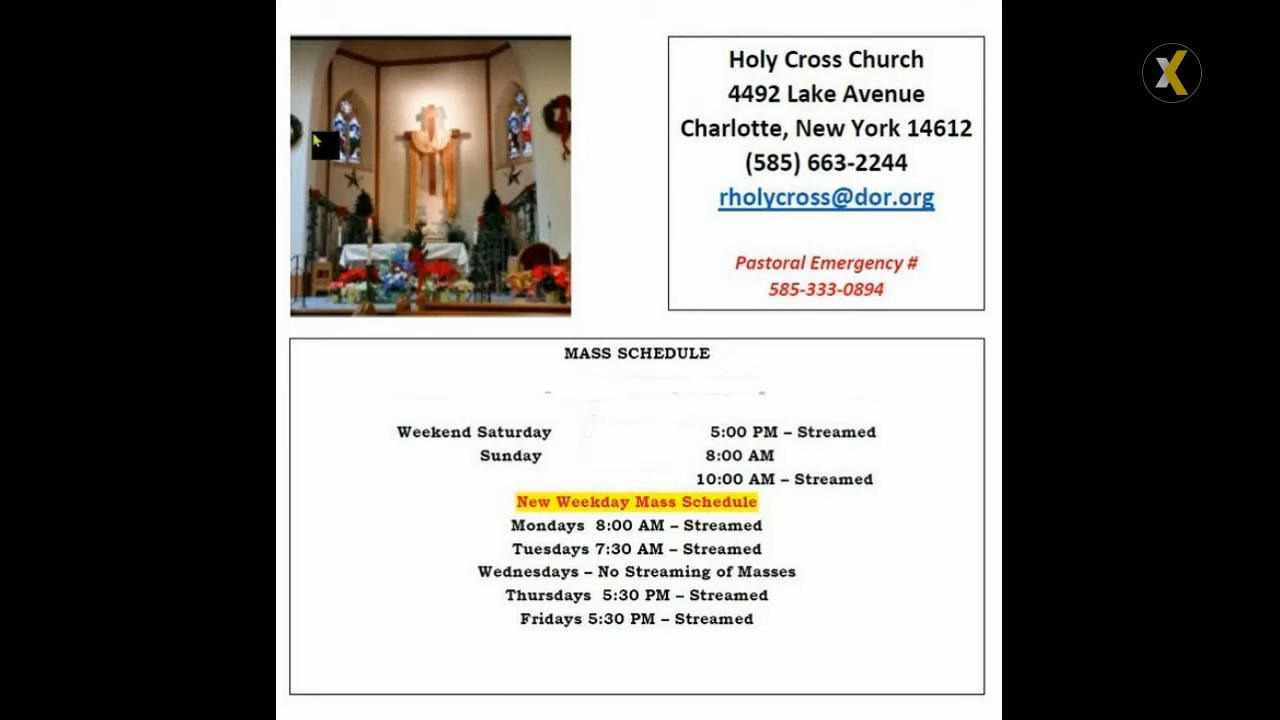 Holy Cross Church
4492 Lake Avenue
Charlotte, New York 14612
(585) 663-2244
rholycross@dor.org
Pastoral Emergency #
585-333-0894
MASS SCHEDULE
Weekend Saturday 5:00 PM – Streamed
Sunday 8:00 AM
10:00 AM – Streamed
New Weekday Mass Schedule
Mondays 8:00 AM – Streamed
Tuesdays 7:30 AM – Streamed
Wednesdays – No Streaming of Masses
Thursdays 5:30 PM – Streamed
Fridays 5:30 PM – Streamed